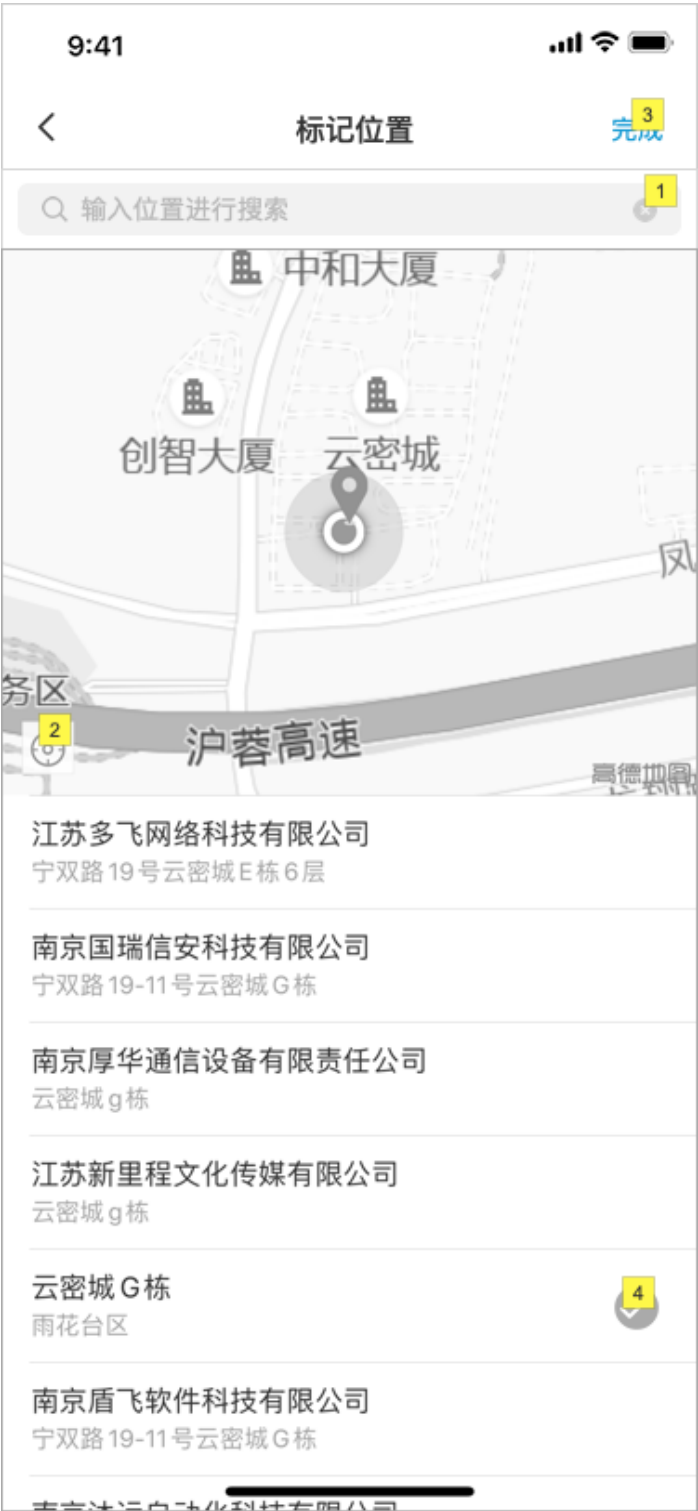 9:41
标记位置
完成
3
输入位置进行搜索
1
中和大厦
创智大厦
云密城
凤
务区
2
沪蓉高速
高德地图
江苏多飞网络科技有限公司
宁双路19号云密城E栋6层
南京国瑞信安科技有限公司
宁双路19-11号云密城G栋
南京厚华通信设备有限责任公司
云密城g栋
江苏新里程文化传媒有限公司
云密城g栋
云密城G栋
雨花台区
4
南京盾飞软件科技有限公司
宁双路19-11号云密城G栋